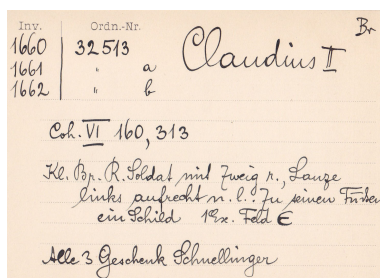 Inv. Ordn.-Nr. Br
1660 32513 Claudius II
1661 " a
1662 " b
Coh. VI 160, 313
Kl. Br. R. Soldat mit Zweig r., Lanze
links aufrecht n. l.: Zu seinen Füßen
ein Schild 1 Ex. Feld Є
Alle 3 Geschenk Schnellinger